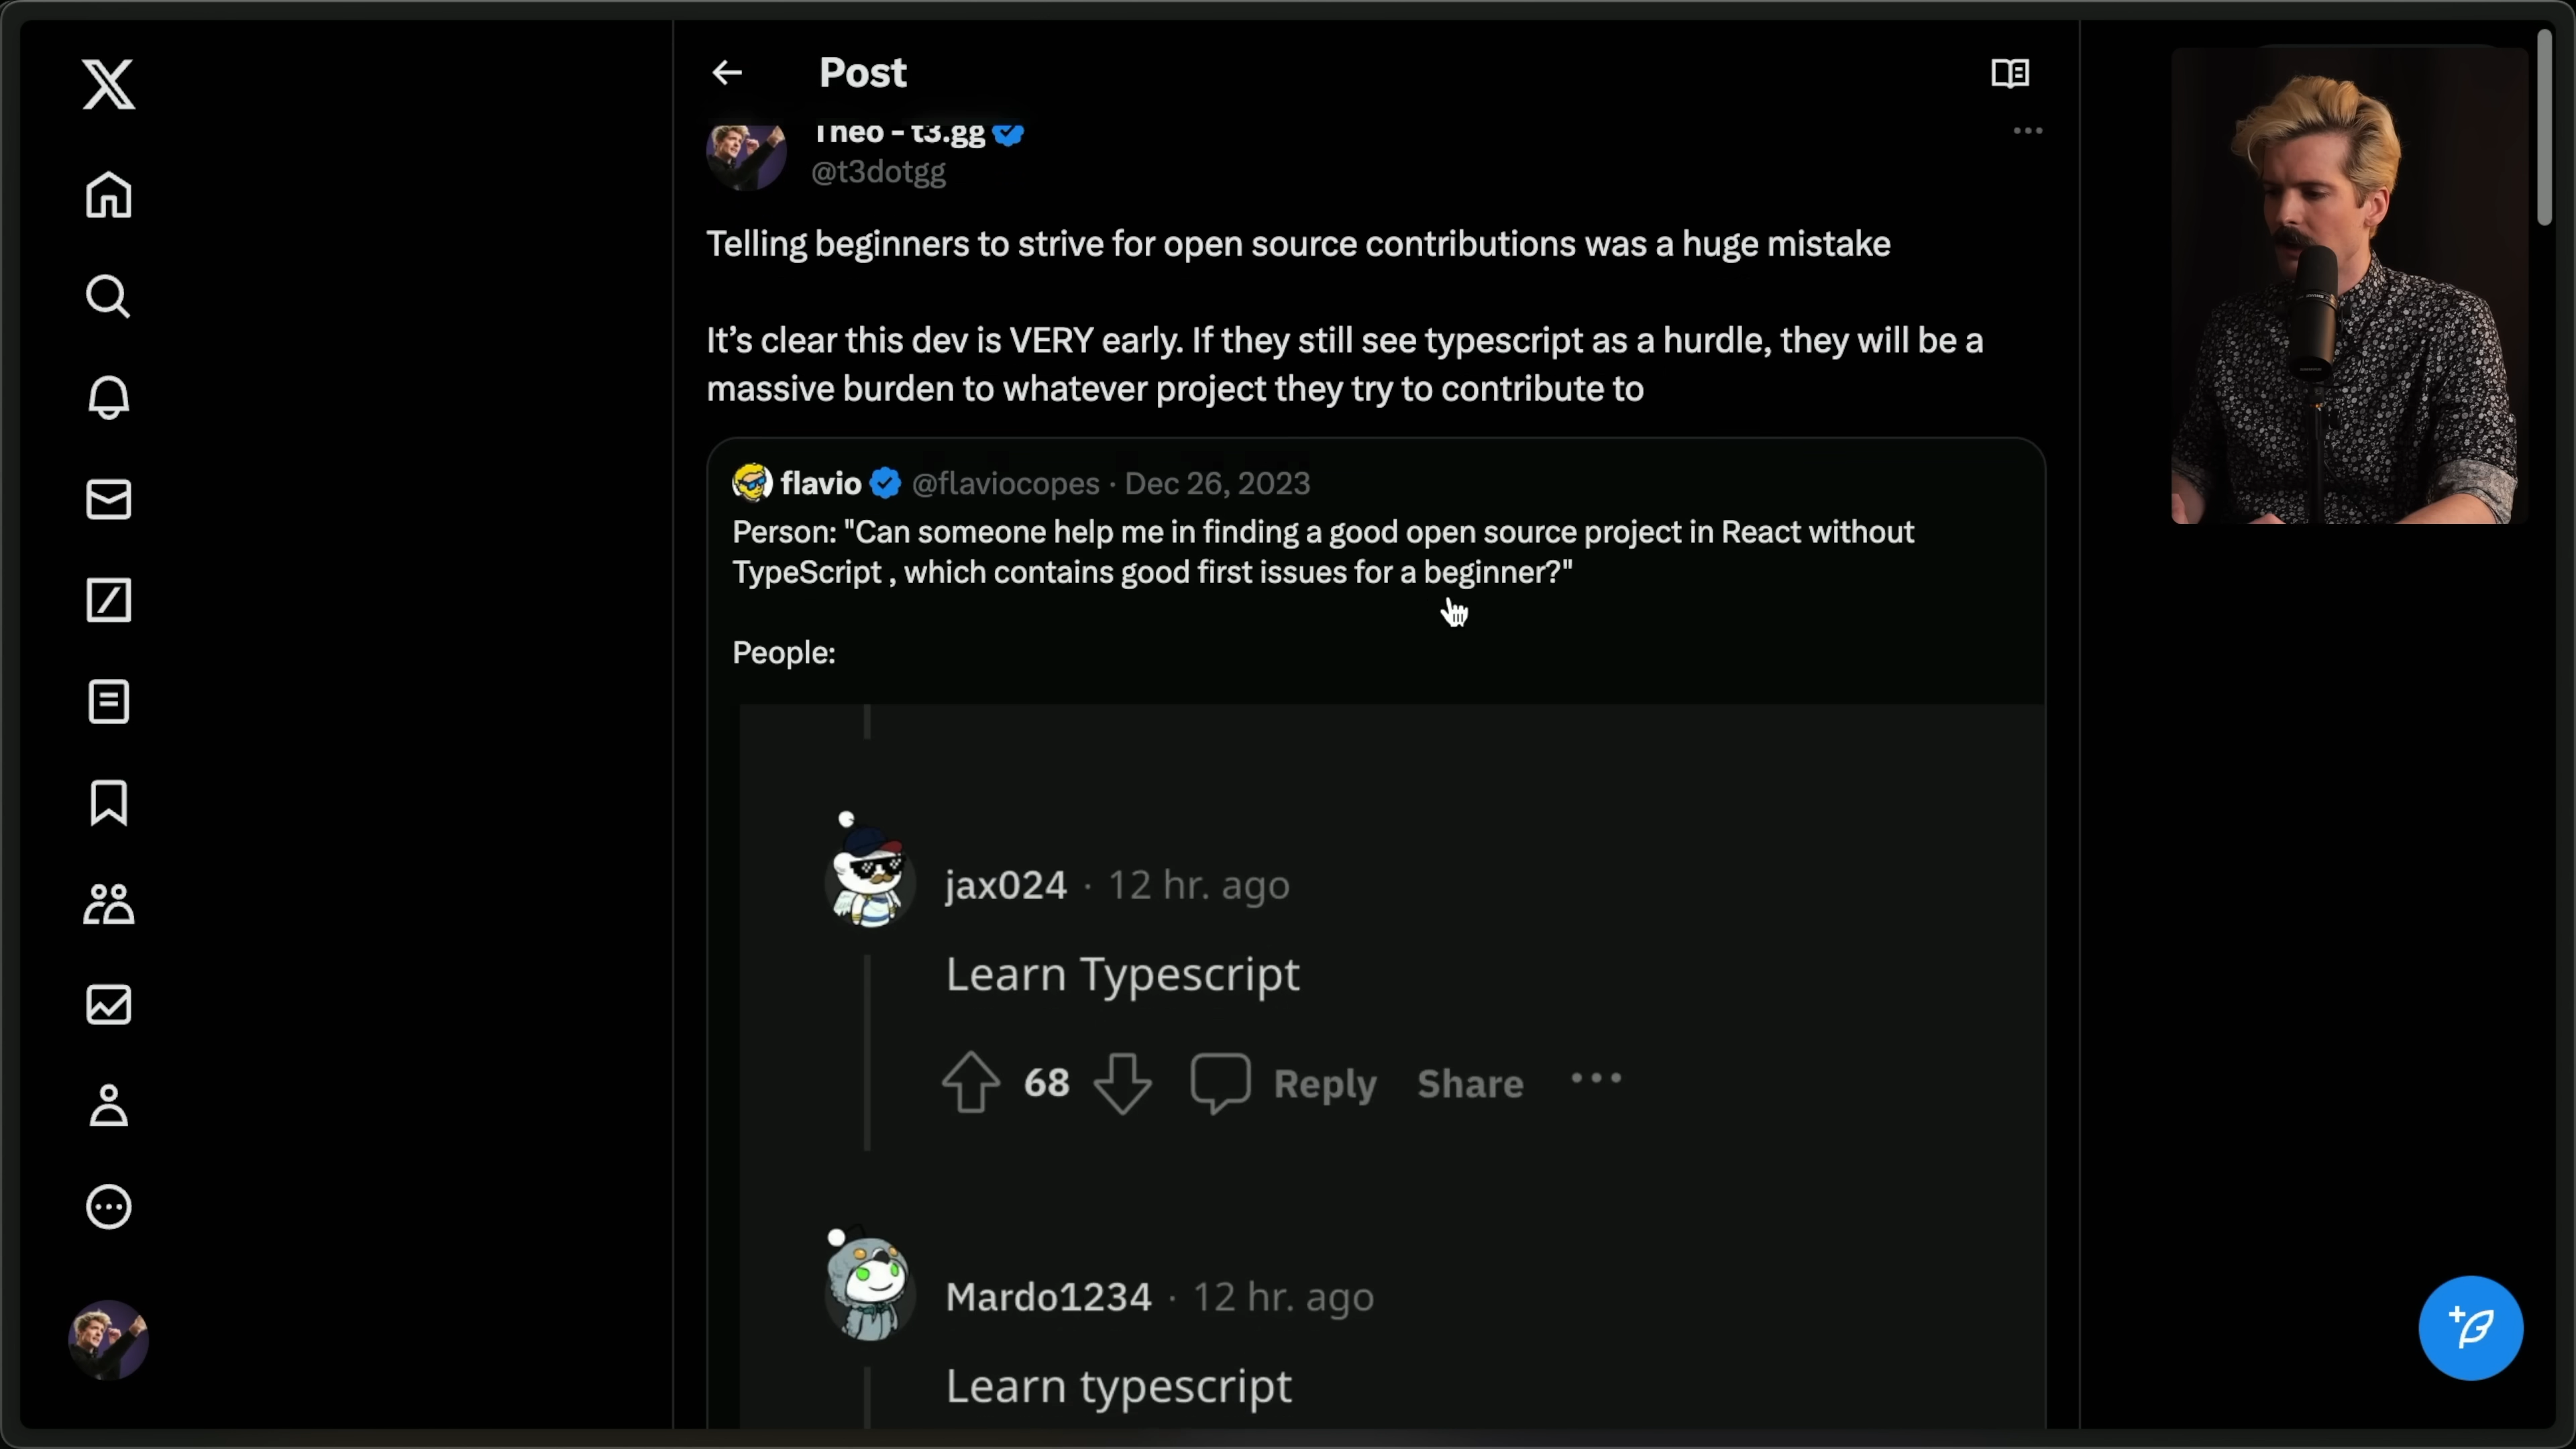 Post
Theo - t3.gg
@t3dotgg
Telling beginners to strive for open source contributions was a huge mistake
It’s clear this dev is VERY early. If they still see typescript as a hurdle, they will be a
massive burden to whatever project they try to contribute to
flavio @flaviocopes · Dec 26, 2023
Person: "Can someone help me in finding a good open source project in React without
TypeScript , which contains good first issues for a beginner?"
People:
jax024 · 12 hr. ago
Learn Typescript
68 Reply Share
Mardo1234 · 12 hr. ago
Learn typescript